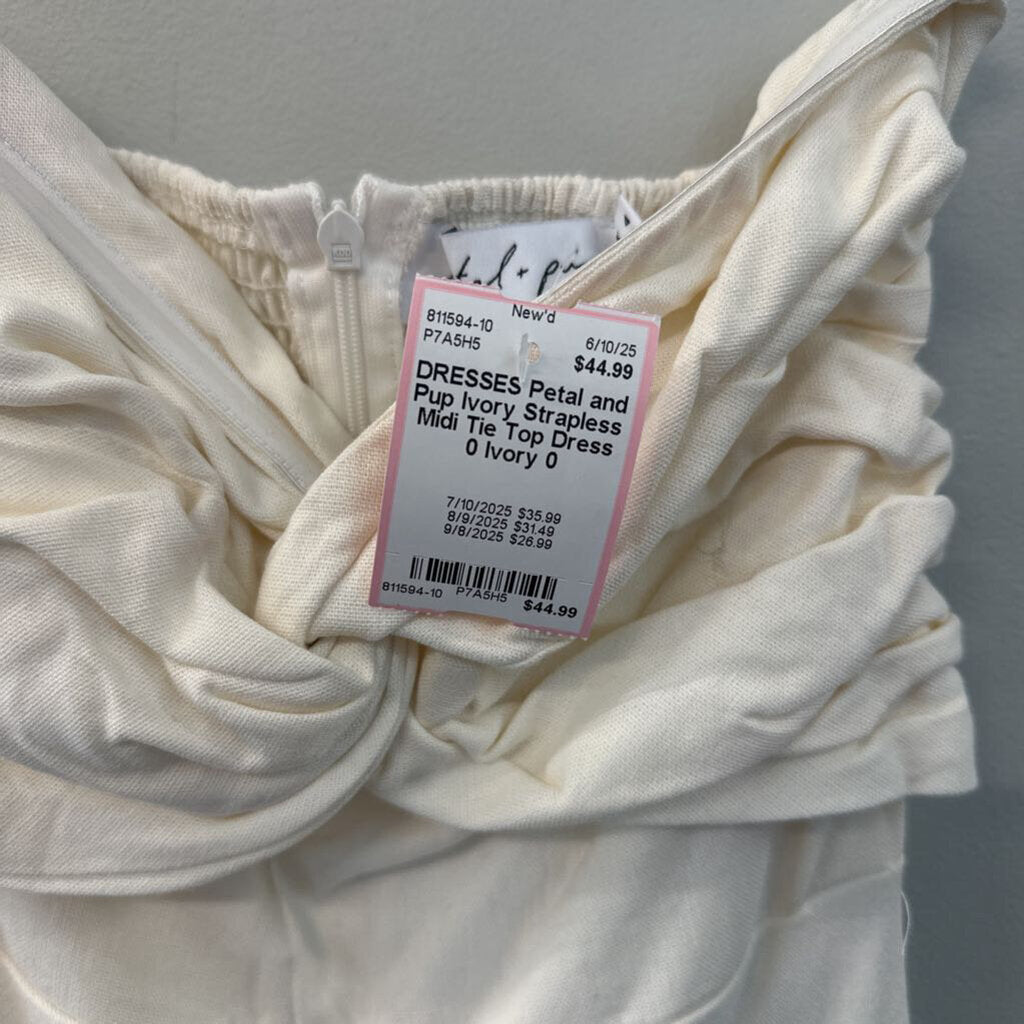 New'd
811594-10
P7A5H5
6/10/25
$44.99
DRESSES Petal and
Pup Ivory Strapless
Midi Tie Top Dress
0 Ivory 0
7/10/2025 $35.99
8/9/2025 $31.49
9/8/2025 $26.99
811594-10 P7A5H5 $44.99